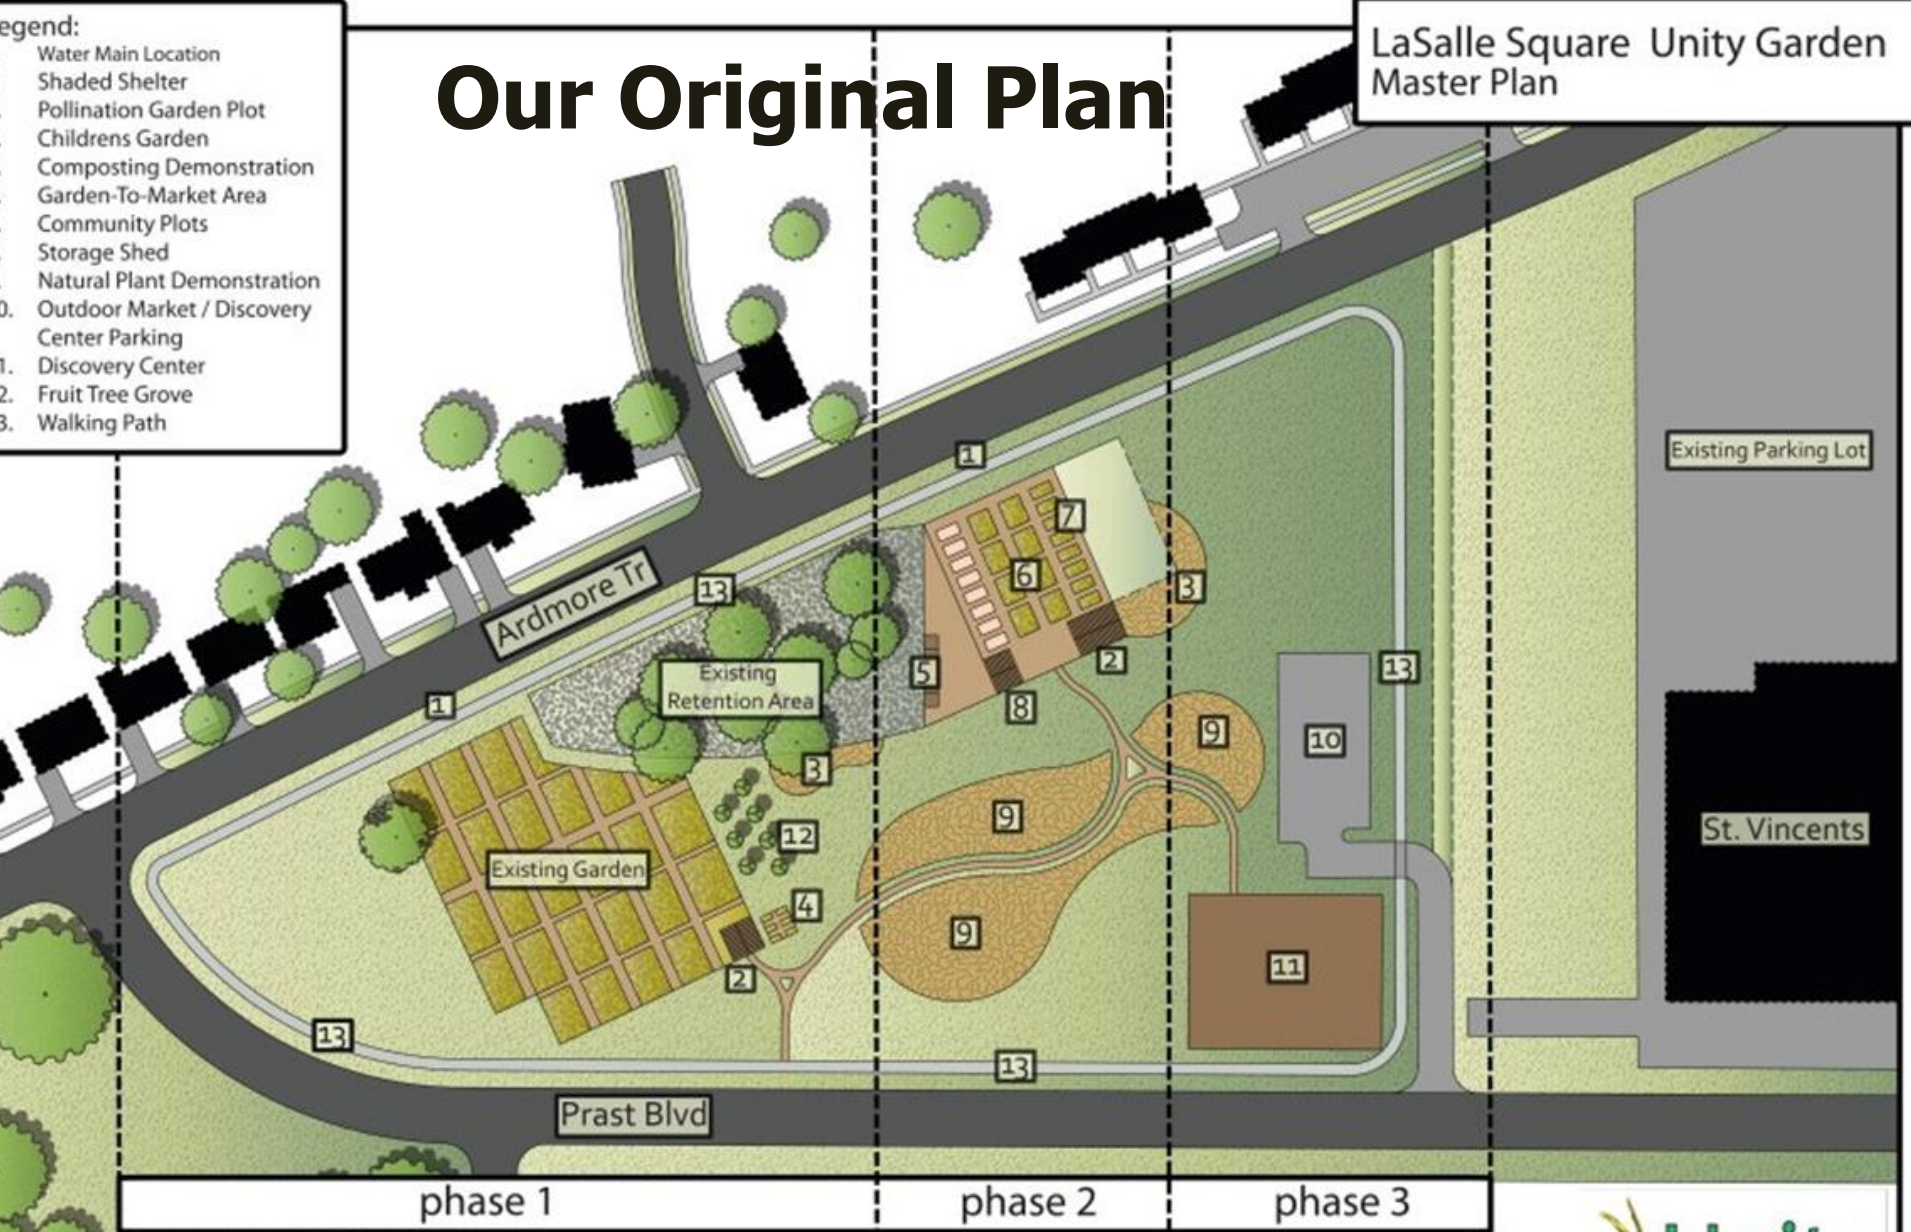 egend:
Water Main Location
Shaded Shelter
Pollination Garden Plot
Childrens Garden
Composting Demonstration
Garden-To-Market Area
Community Plots
Storage Shed
Natural Plant Demonstration
0. Outdoor Market / Discovery
Center Parking
1. Discovery Center
2. Fruit Tree Grove
3. Walking Path
Our Original Plan
LaSalle Square Unity Garden
Master Plan
Existing Parking Lot
1
7
6
3
13
Ardmore Tr
Existing
Retention Area
5
2
13
1
8
9
10
3
9
12
St. Vincents
Existing Garden
4
9
2
11
13
13
Prast Blvd
phase 1
phase 2
phase 3